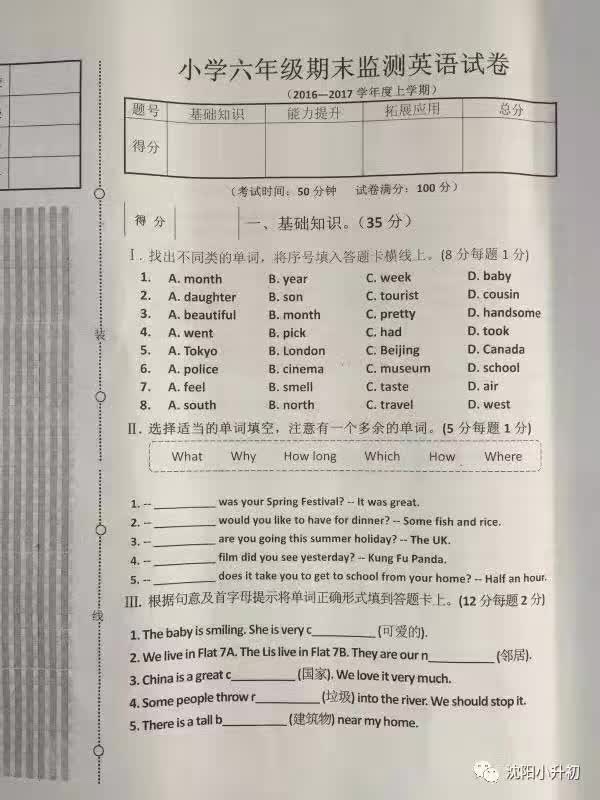 小学六年级期末监测英语试卷
（2016—2017 学年度上学期）
题号 基础知识 能力提升 拓展应用 总分
得分
（考试时间：50 分钟 试卷满分：100 分）
得 分
一、基础知识。（35 分）
Ⅰ. 找出不同类的单词，将序号填入答题卡横线上。(8 分每题 1 分)
1. A. month B. year C. week D. baby
2. A. daughter B. son C. tourist D. cousin
3. A. beautiful B. month C. pretty D. handsome
4. A. went B. pick C. had D. took
5. A. Tokyo B. London C. Beijing D. Canada
6. A. police B. cinema C. museum D. school
7. A. feel B. smell C. taste D. air
8. A. south B. north C. travel D. west
Ⅱ. 选择适当的单词填空，注意有一个多余的单词。(5 分每题 1 分)
What Why How long Which How Where
1. -- ________ was your Spring Festival? -- It was great.
2. -- ________ would you like to have for dinner? -- Some fish and rice.
3. -- ________ are you going this summer holiday? -- The UK.
4. -- ________ film did you see yesterday? -- Kung Fu Panda.
5. -- ________ does it take you to get to school from your home? -- Half an hour.
Ⅲ. 根据句意及首字母提示将单词正确形式填到答题卡上。(12 分每题 2 分)
1. The baby is smiling. She is very c________ (可爱的).
2. We live in Flat 7A. The Lis live in Flat 7B. They are our n________ (邻居).
3. China is a great c________ (国家). We love it very much.
4. Some people throw r________ (垃圾) into the river. We should stop it.
5. There is a tall b________ (建筑物) near my home.
装
线
沈阳小升初